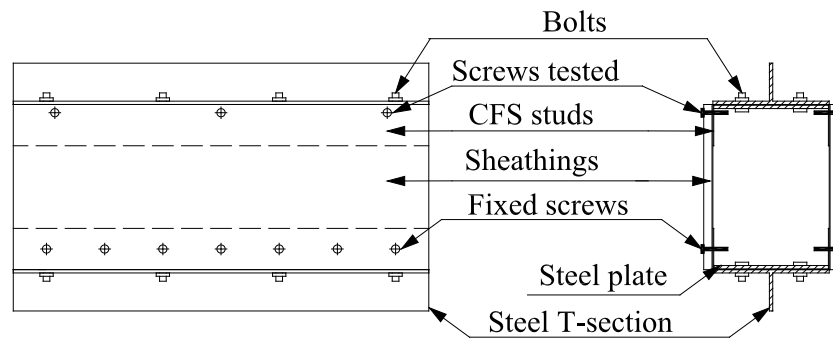 Bolts
Screws tested
CFS studs
Sheathings
Fixed screws
Steel plate
Steel T-section